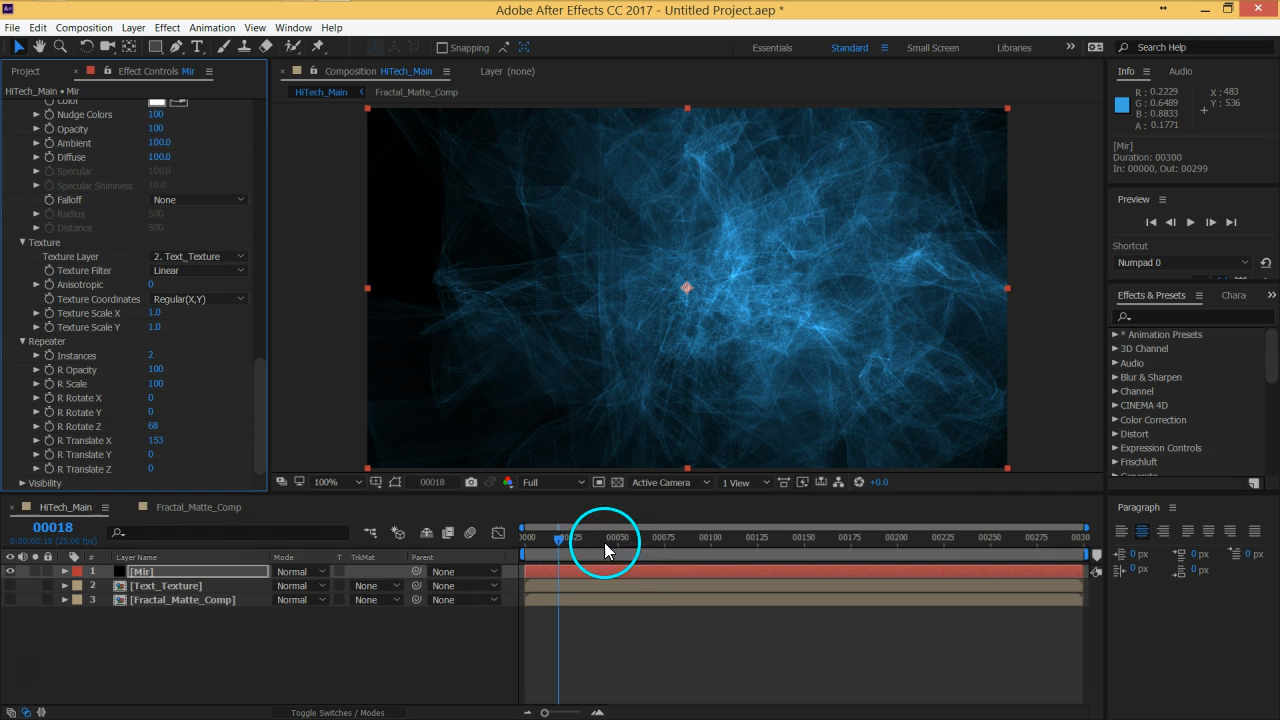 Adobe After Effects CC 2017 - Untitled Project.aep *
File Edit Composition Layer Effect Animation View Window Help
Snapping
Essentials Standard Small Screen Libraries
Search Help
Project Effect Controls Mir
Composition HiTech_Main Layer (none)
Info Audio
HiTech_Main • Mir
HiTech_Main Fractal_Matte_Comp
R : 0.2229
G : 0.6489
B : 0.8833
A : 0.1771
X : 483
Y : 536
[Mir]
Duration: 00300
In: 00000, Out: 00299
Color
Nudge Colors 100
Opacity 100
Ambient 100.0
Diffuse 100.0
Specular 100.0
Specular Shininess 10.0
Falloff None
Radius 500
Distance 500
Texture
Texture Layer 2. Text_Texture
Texture Filter Linear
Anisotropic 0
Texture Coordinates Regular(X,Y)
Texture Scale X 1.0
Texture Scale Y 1.0
Repeater
Instances 2
R Opacity 100
R Scale 100
R Rotate X 0
R Rotate Y 0
R Rotate Z 68
R Translate X 153
R Translate Y 0
R Translate Z 0
Visibility
Preview
Shortcut
Numpad 0
Effects & Presets Chara
* Animation Presets
3D Channel
Audio
Blur & Sharpen
Channel
CINEMA 4D
Color Correction
Distort
Expression Controls
Frischluft
Generate
100% 00018 Full Active Camera 1 View +0.0
HiTech_Main Fractal_Matte_Comp
00018
0:00:00:18 (25.00 fps)
0000 00025 00050 00075 00100 00125 00150 00175 00200 00225 00250 00275 0030
# Layer Name Mode T TrkMat Parent
1 [Mir] Normal None
2 [Text_Texture] Normal None None
3 [Fractal_Matte_Comp] Normal None None
Toggle Switches / Modes
Paragraph
0 px 0 px 0 px
0 px 0 px